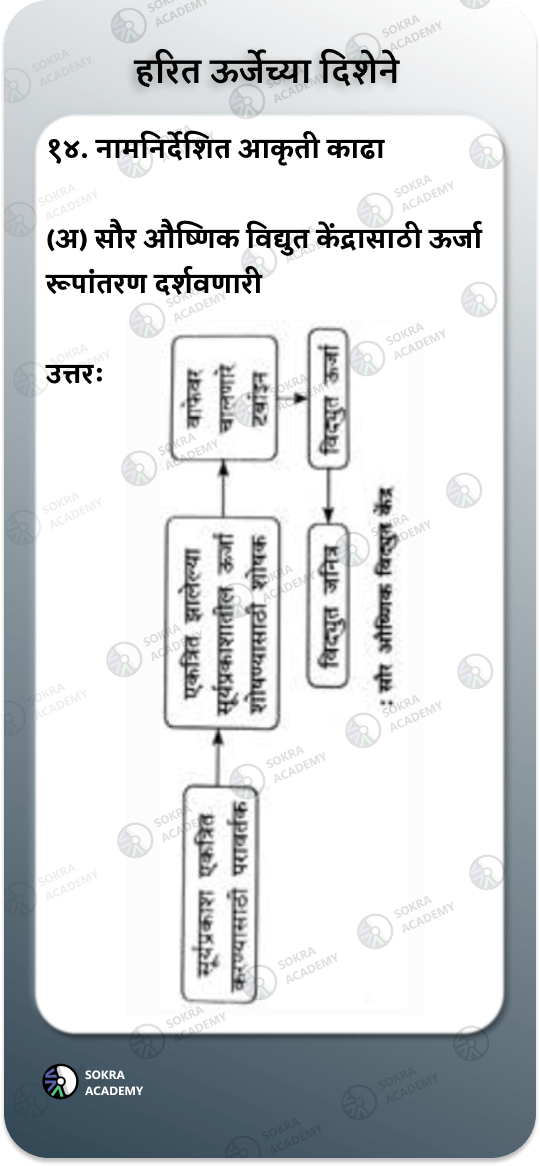 हरित ऊर्जेच्या दिशेने
१४. नामनिर्देशित आकृती काढा
(अ) सौर औष्णिक विद्युत केंद्रासाठी ऊर्जा
रूपांतरण दर्शवणारी
उत्तरः
सूर्यप्रकाश एकत्रित
करण्यासाठी परावर्तक
एकत्रित झालेल्या
सूर्यप्रकाशातील ऊर्जा
शोषण्यासाठी शोषक
वाफेवर
चालणारे
टर्बाइन
विद्युत ऊर्जा
विद्युत जनित्र
: सौर औष्णिक विद्युत केंद्र
SOKRA
ACADEMY